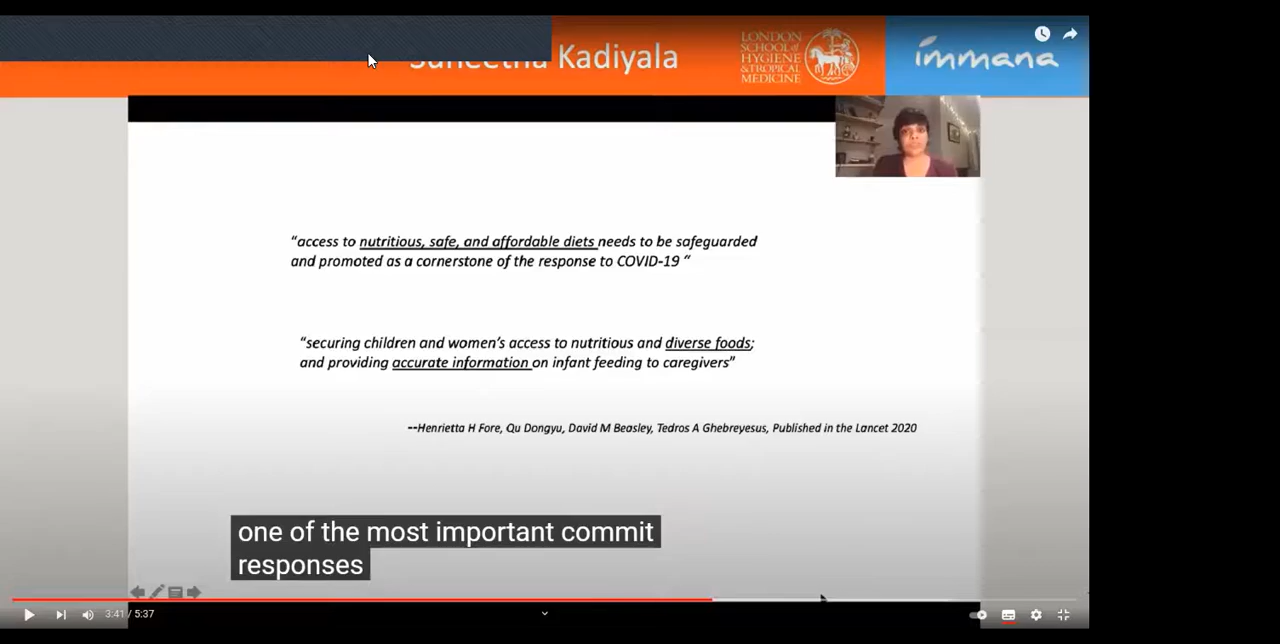 Kadiyala
LONDON
SCHOOL of
HYGIENE
& TROPICAL
MEDICINE
immana
“access to nutritious, safe, and affordable diets needs to be safeguarded
and promoted as a cornerstone of the response to COVID-19 “
“securing children and women’s access to nutritious and diverse foods;
and providing accurate information on infant feeding to caregivers”
--Henrietta H Fore, Qu Dongyu, David M Beasley, Tedros A Ghebreyesus, Published in the Lancet 2020
one of the most important commit
responses
3:41 / 5:37